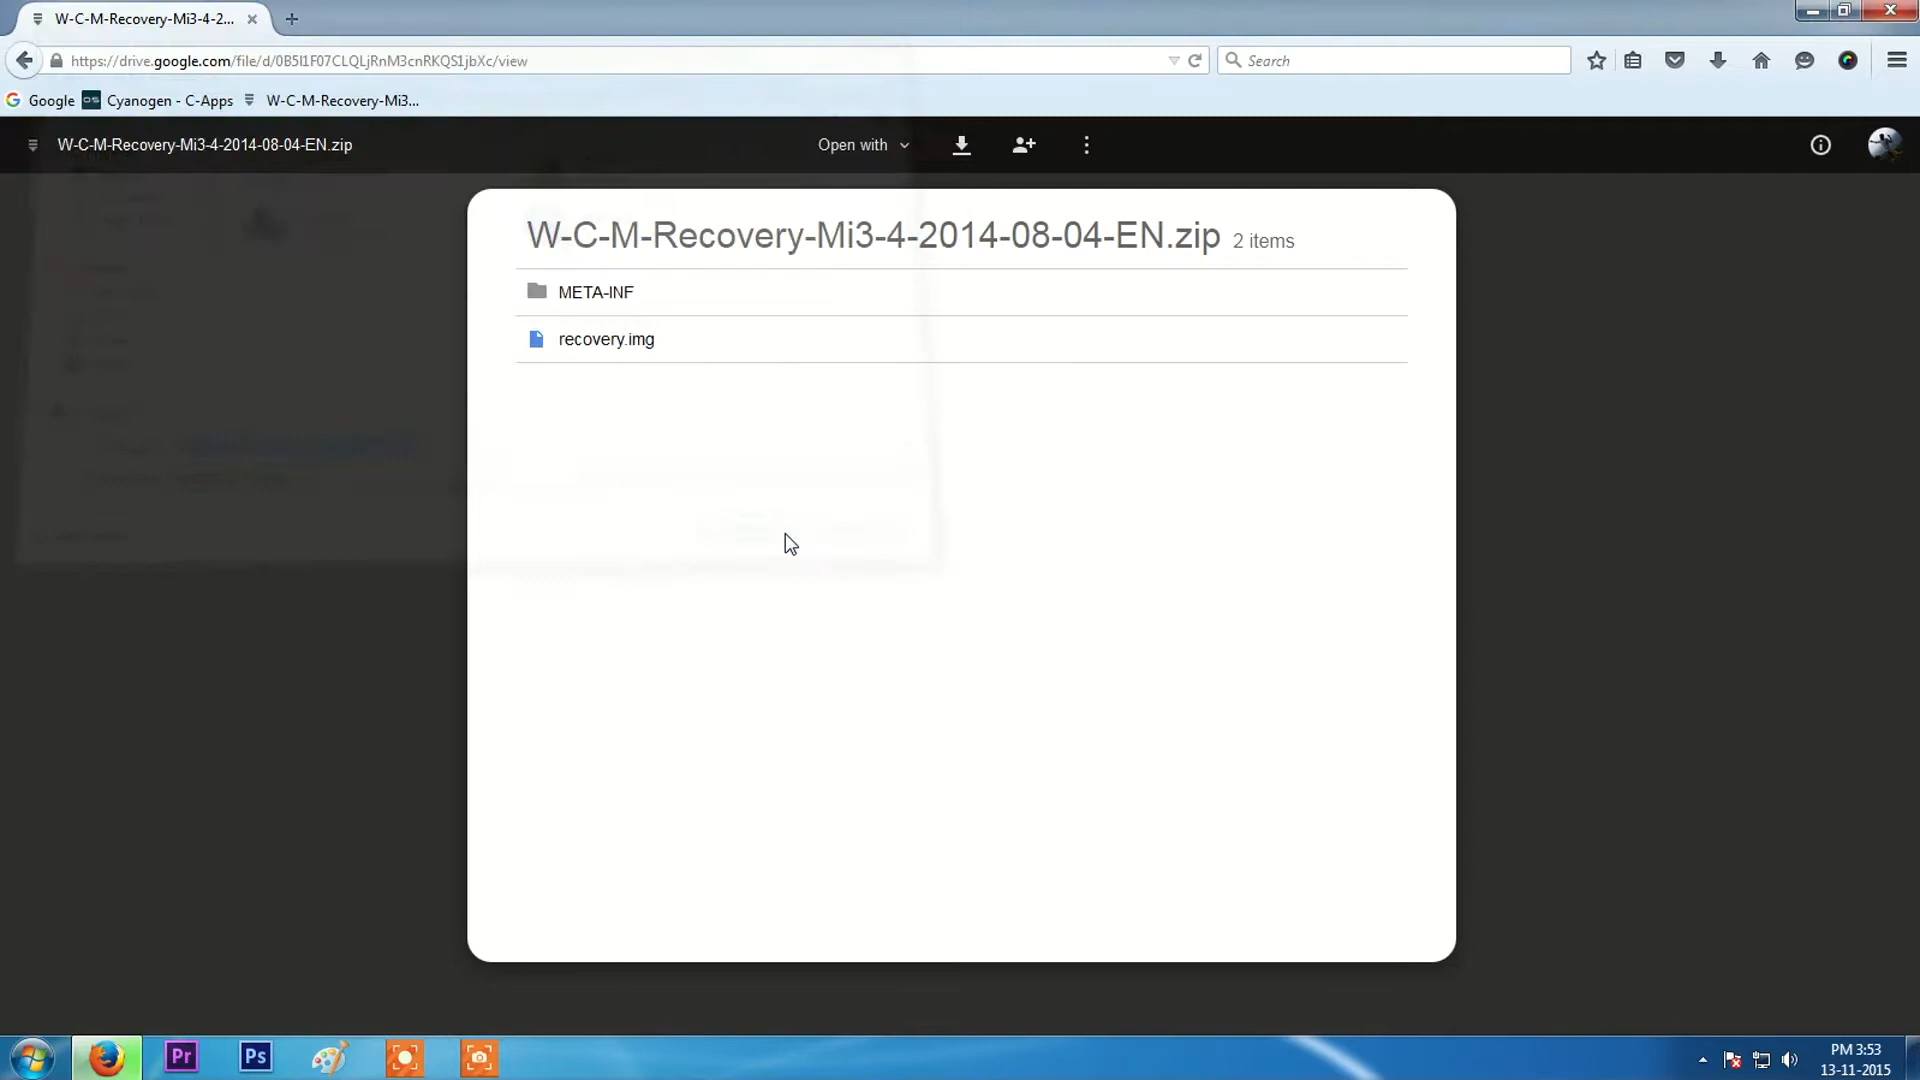 W-C-M-Recovery-Mi3-4-2...
https://drive.google.com/file/d/0B5I1F07CLQLjRnM3cnRKQS1jbXc/view
Search
Google
Cyanogen - C-Apps
W-C-M-Recovery-Mi3...
W-C-M-Recovery-Mi3-4-2014-08-04-EN.zip
Open with
W-C-M-Recovery-Mi3-4-2014-08-04-EN.zip 2 items
META-INF
recovery.img
Pr
Ps
PM 3:53
13-11-2015